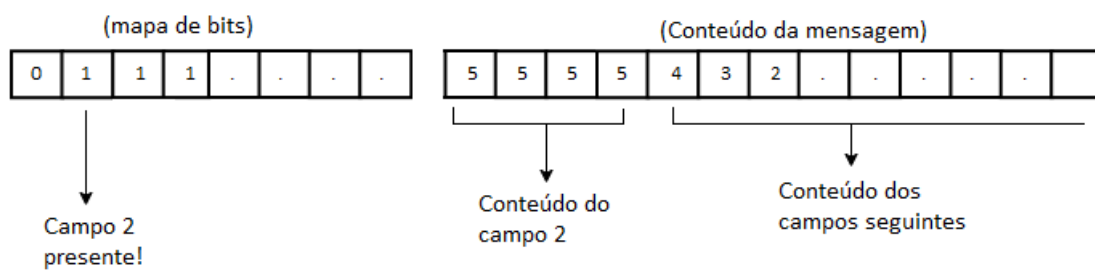 (mapa de bits)
(Conteúdo da mensagem)
0 1 1 1 . . . .
5 5 5 5 4 3 2 . . . . .
Campo 2
presente!
Conteúdo do
campo 2
Conteúdo dos
campos seguintes